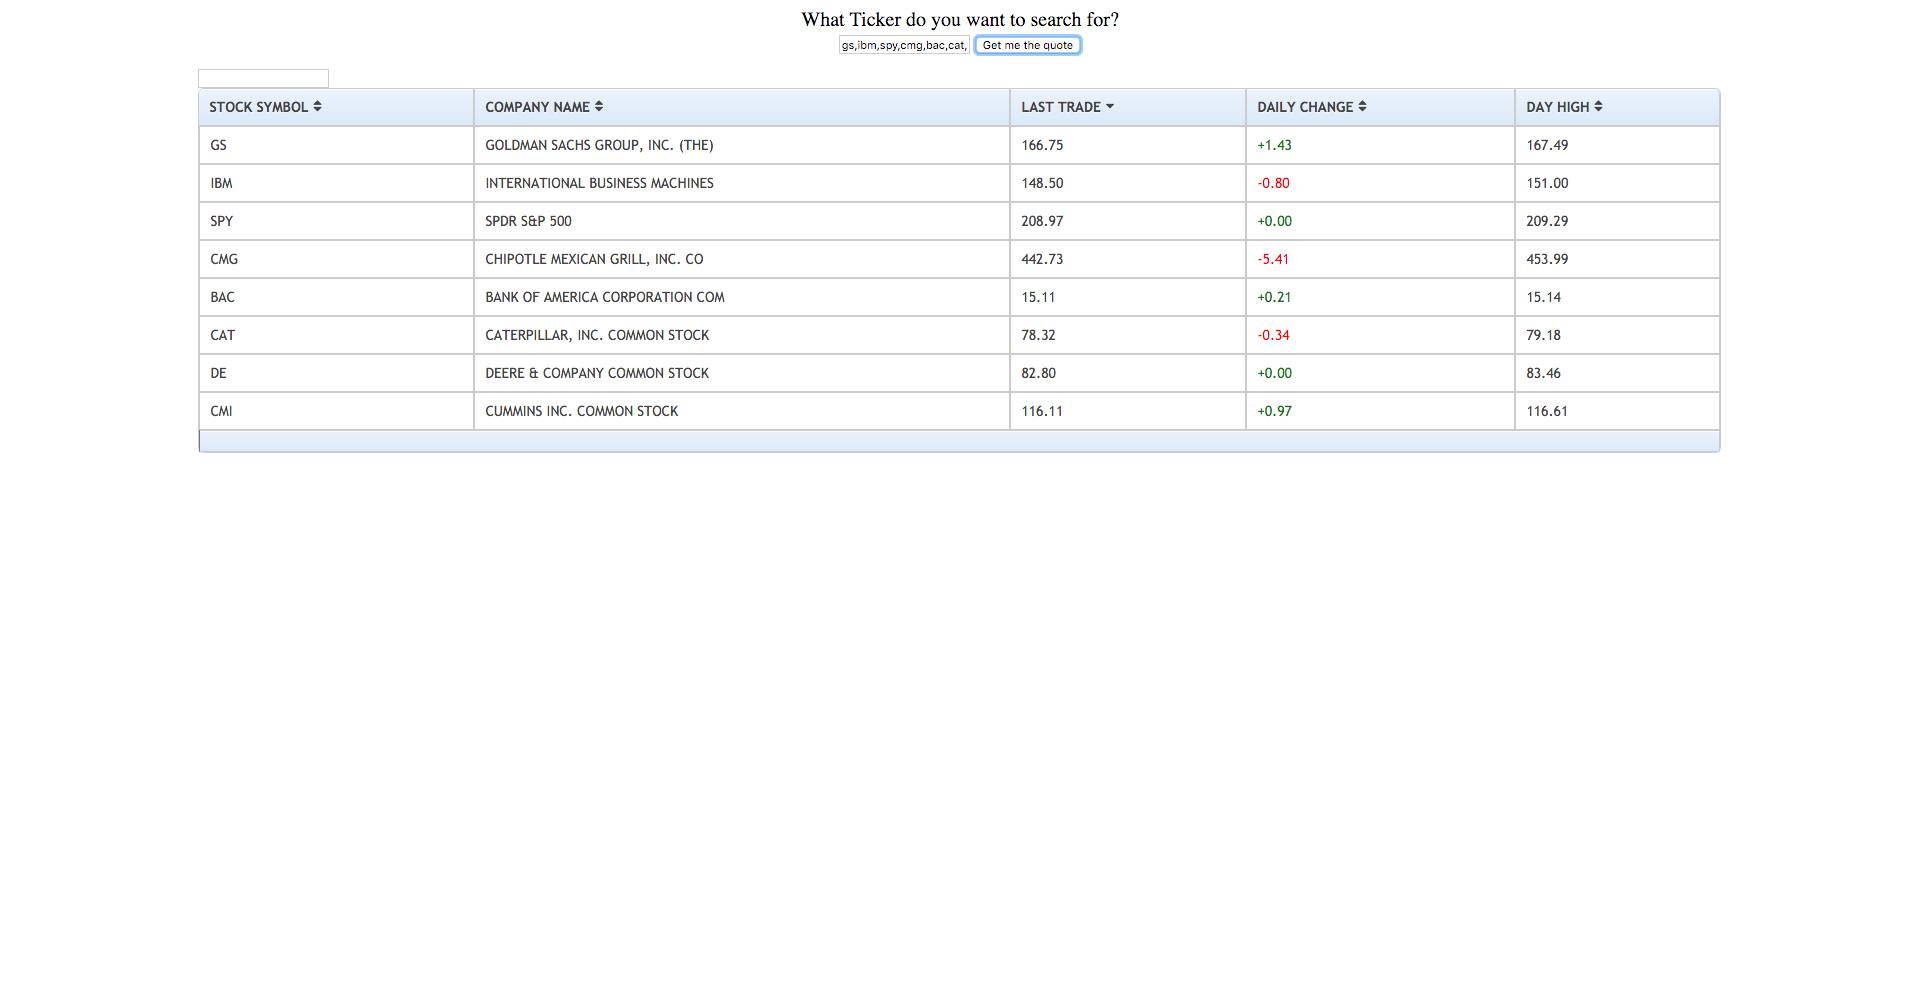 What Ticker do you want to search for?
gs,ibm,spy,cmg,bac,cat, Get me the quote
STOCK SYMBOL COMPANY NAME LAST TRADE DAILY CHANGE DAY HIGH
GS GOLDMAN SACHS GROUP, INC. (THE) 166.75 +1.43 167.49
IBM INTERNATIONAL BUSINESS MACHINES 148.50 -0.80 151.00
SPY SPDR S&P 500 208.97 +0.00 209.29
CMG CHIPOTLE MEXICAN GRILL, INC. CO 442.73 -5.41 453.99
BAC BANK OF AMERICA CORPORATION COM 15.11 +0.21 15.14
CAT CATERPILLAR, INC. COMMON STOCK 78.32 -0.34 79.18
DE DEERE & COMPANY COMMON STOCK 82.80 +0.00 83.46
CMI CUMMINS INC. COMMON STOCK 116.11 +0.97 116.61